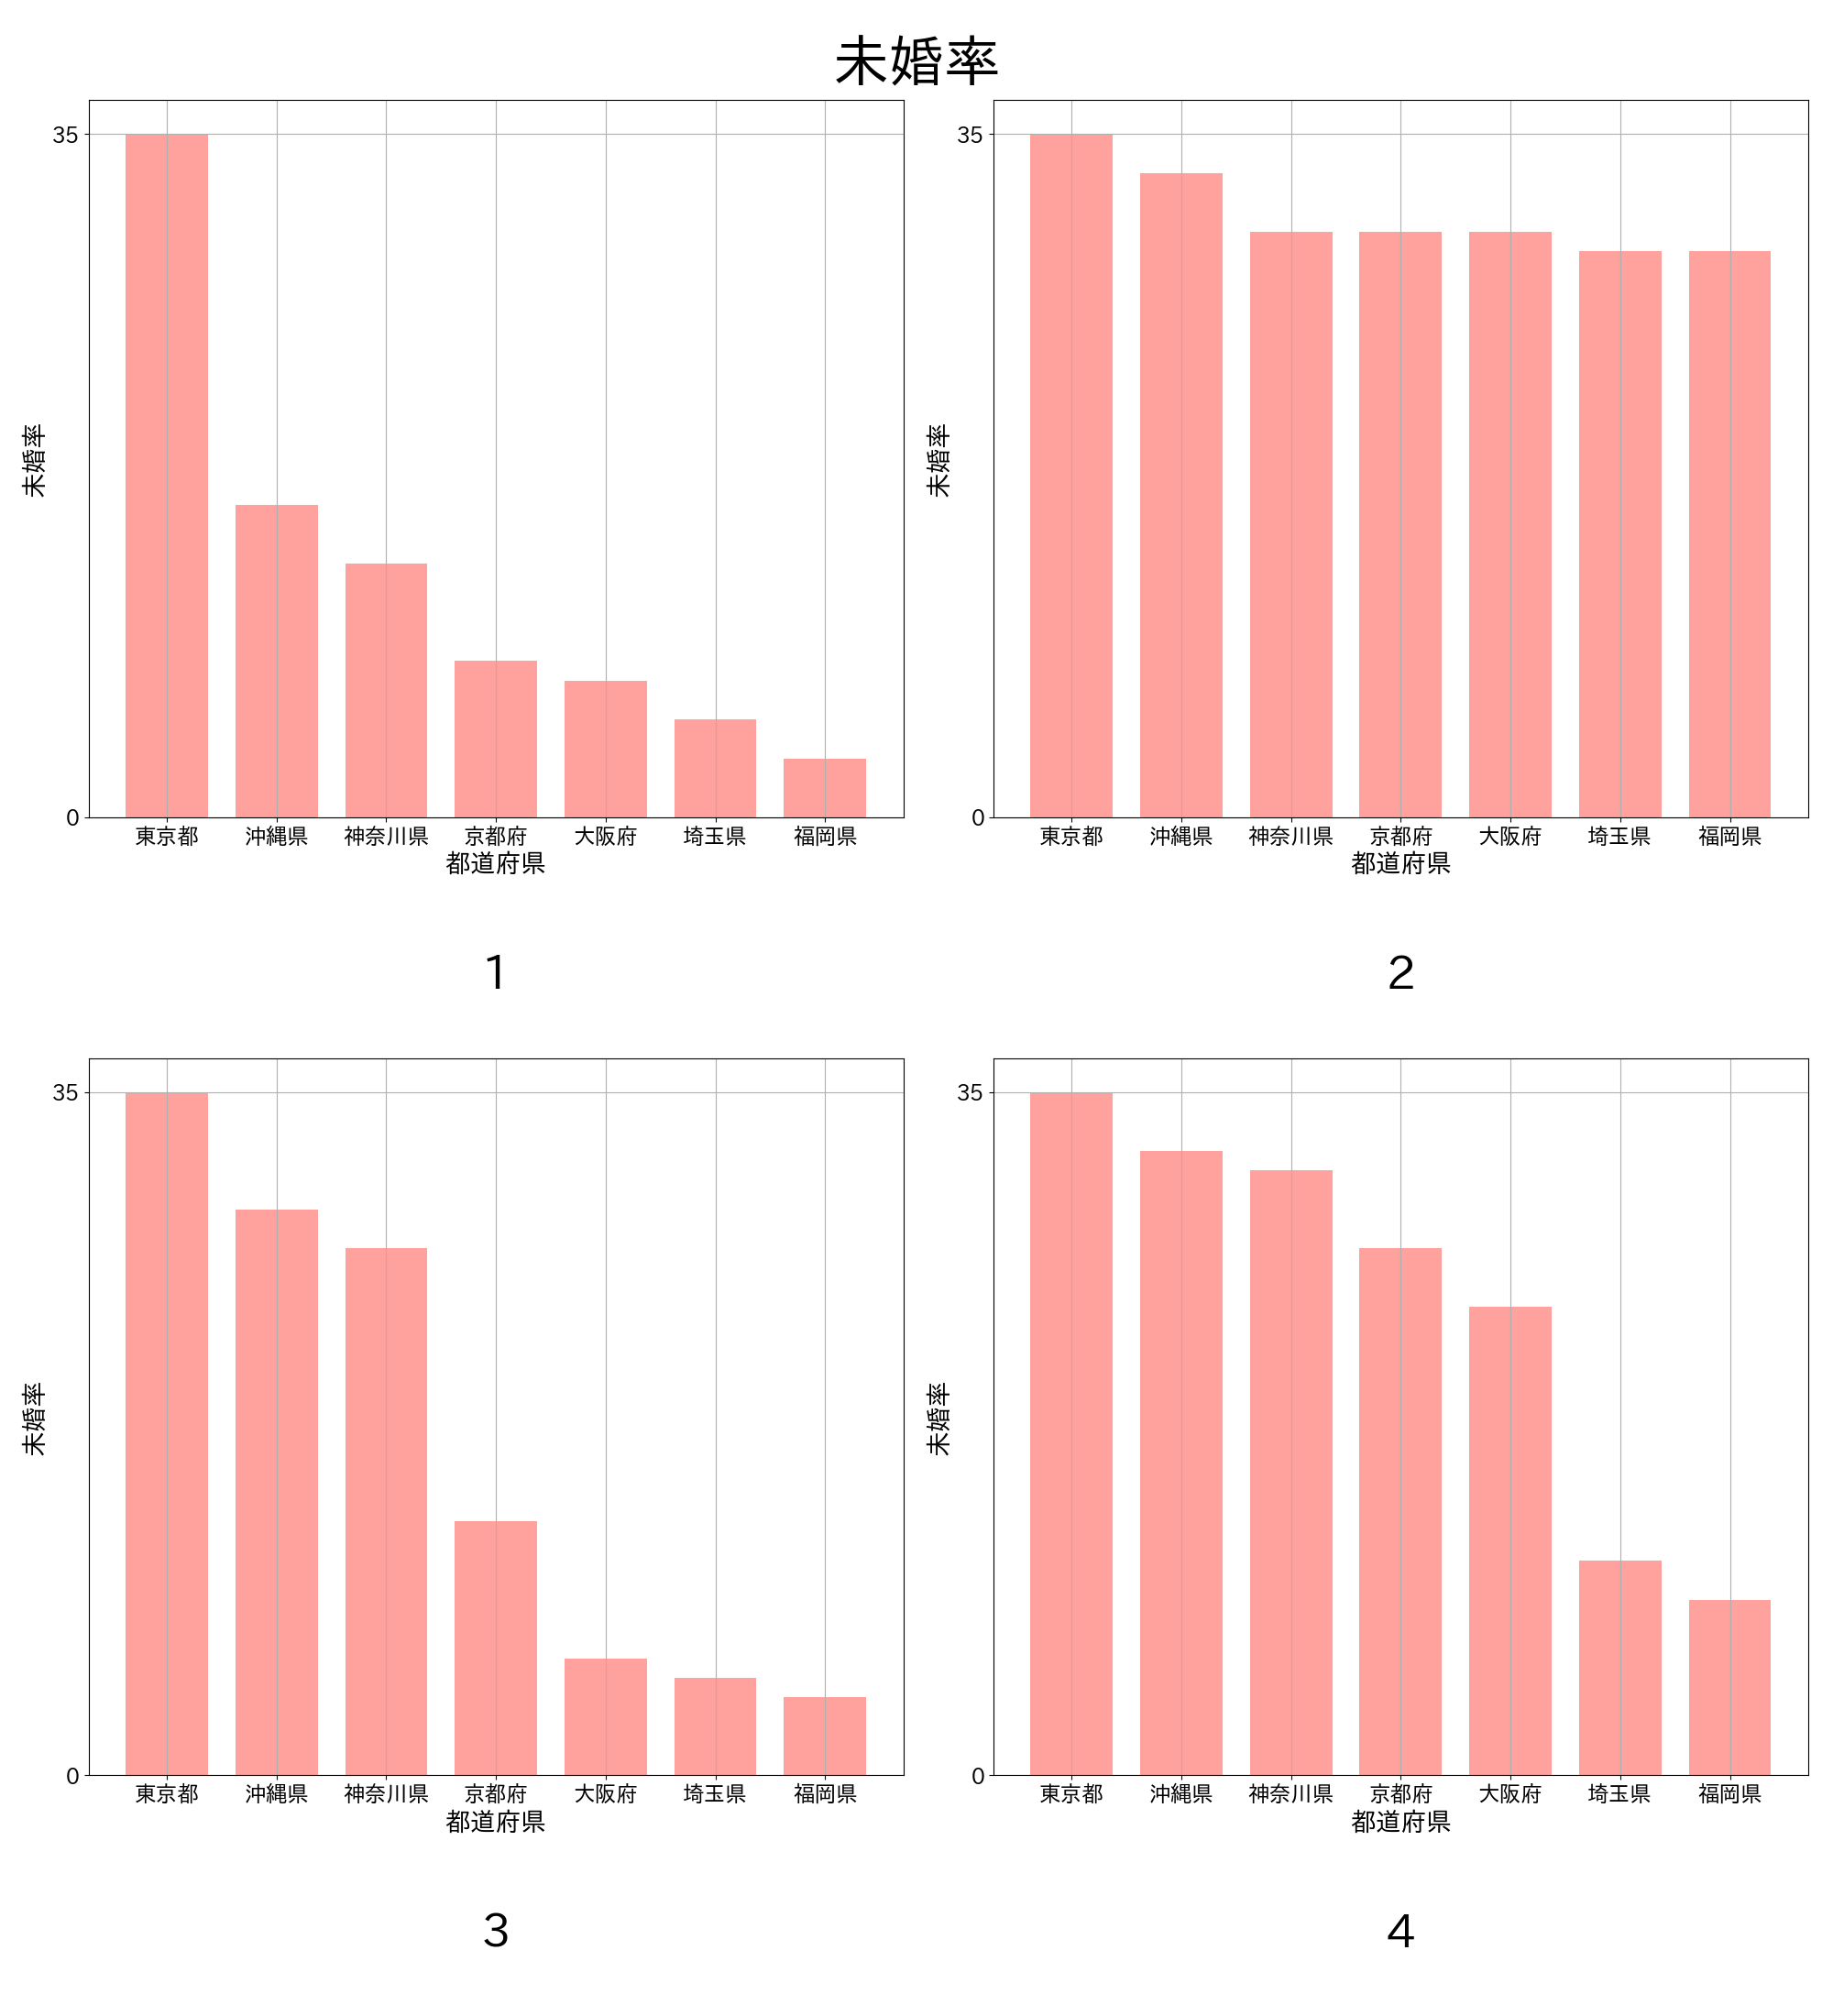 未婚率
35
0
未婚率
東京都 沖縄県 神奈川県 京都府 大阪府 埼玉県 福岡県
都道府県
1
35
0
未婚率
東京都 沖縄県 神奈川県 京都府 大阪府 埼玉県 福岡県
都道府県
2
35
0
未婚率
東京都 沖縄県 神奈川県 京都府 大阪府 埼玉県 福岡県
都道府県
3
35
0
未婚率
東京都 沖縄県 神奈川県 京都府 大阪府 埼玉県 福岡県
都道府県
4